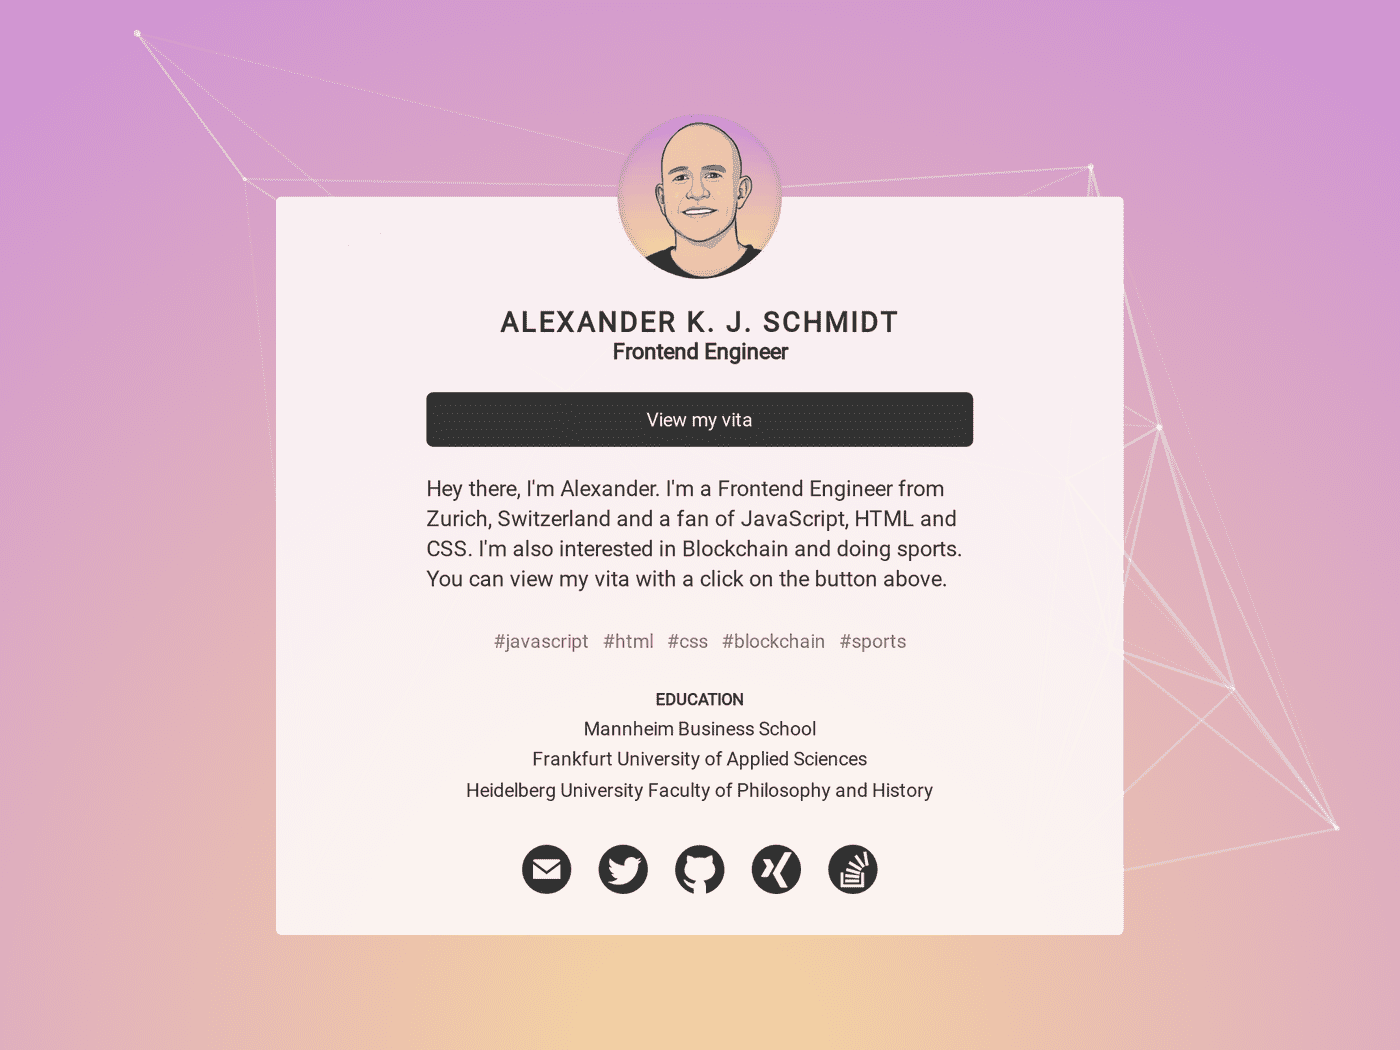 ALEXANDER K. J. SCHMIDT
Frontend Engineer
View my vita
Hey there, I'm Alexander. I'm a Frontend Engineer from
Zurich, Switzerland and a fan of JavaScript, HTML and
CSS. I'm also interested in Blockchain and doing sports.
You can view my vita with a click on the button above.
#javascript #html #css #blockchain #sports
EDUCATION
Mannheim Business School
Frankfurt University of Applied Sciences
Heidelberg University Faculty of Philosophy and History